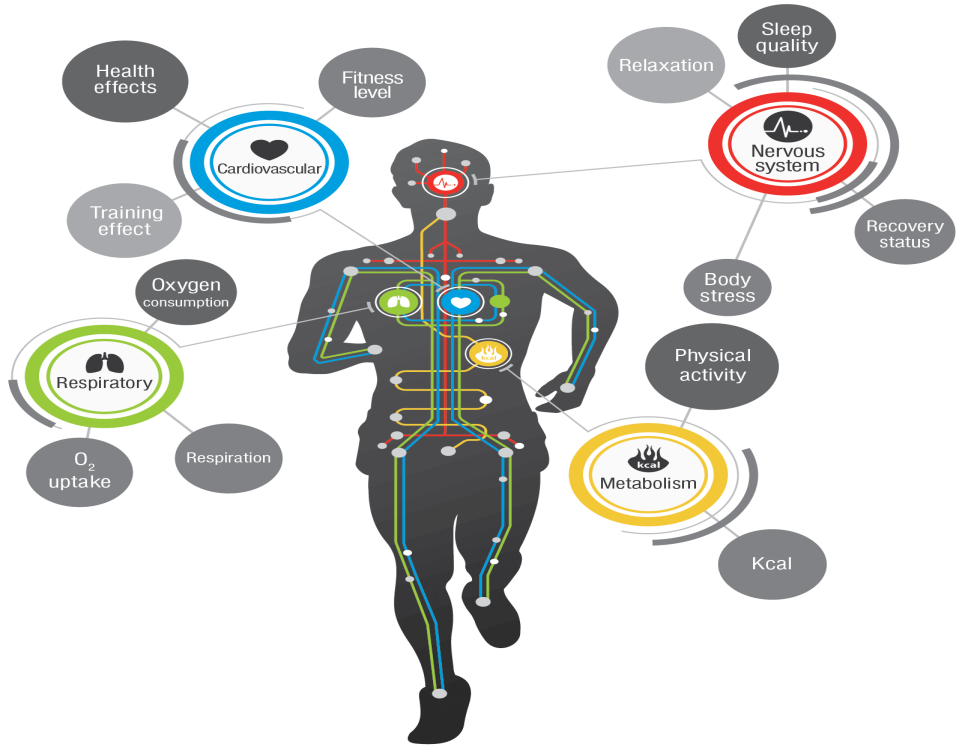 Health
effects
Fitness
level
Cardiovascular
Training
effect
Relaxation
Sleep
quality
Nervous
system
Recovery
status
Body
stress
Oxygen
consumption
Respiratory
O₂
uptake
Respiration
Physical
activity
kcal
Metabolism
Kcal
kcal